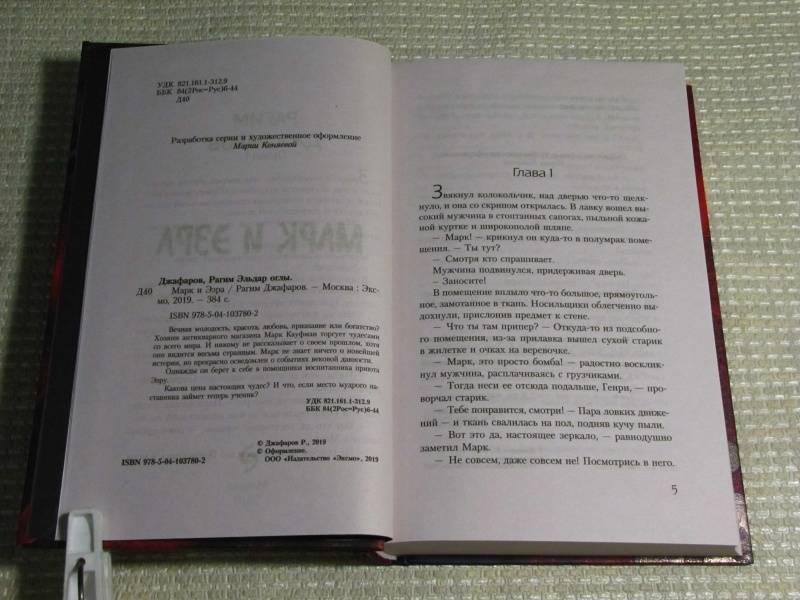 УДК 821.161.1-312.9
ББК 84(2Рос=Рус)6-44
Д40
Разработка серии и художественное оформление
Марии Коняевой
МАРК И ЭЗРА
Джафаров, Рагим Эльдар оглы.
Д40 Марк и Эзра / Рагим Джафаров. — Москва : Экс-
мо, 2019. — 384 с.
ISBN 978-5-04-103780-2
Вечная молодость, красота, любовь, признание или богатство?
Хозяин антикварного магазина Марк Кауфман торгует чудесами
со всего мира. И никому не рассказывает о своем прошлом, хотя
оно видится весьма странным. Марк не знает ничего о новейшей
истории, но прекрасно осведомлен о событиях вековой давности.
Однажды он берет к себе в помощники воспитанника приюта
Эзру.
Какова цена настоящих чудес? И что, если место мудрого на-
ставника займет теперь ученик?
УДК 821.161.1-312.9
ББК 84(2Рос=Рус)6-44
© Джафаров Р., 2019
© Оформление.
ISBN 978-5-04-103780-2 ООО «Издательство «Эксмо», 2019
Глава 1
Звякнул колокольчик, над дверью что-то щелк-
нуло, и она со скрипом открылась. В лавку вошел вы-
сокий мужчина в стоптанных сапогах, пыльной кожа-
ной куртке и широкополой шляпе.
— Марк! — крикнул он куда-то в полумрак поме-
щения. — Ты тут?
— Смотря кто спрашивает.
Мужчина подвинулся, придерживая дверь.
— Заносите!
В помещение вплыло что-то большое, прямоуголь-
ное, замотанное в ткань. Носильщики облегченно вы-
дохнули, прислонив предмет к стене.
— Что ты там припер? — Откуда-то из подсобно-
го помещения, из-за прилавка вышел сухой старик
в жилетке и очках на веревочке.
— Марк, это просто бомба! — радостно восклик-
нул мужчина, расплачиваясь с грузчиками.
— Тогда неси ее отсюда подальше, Генри, — про-
ворчал старик.
— Тебе понравится, смотри! — Пара ловких движе-
ний — и ткань свалилась на пол, подняв кучу пыли.
— Вот это да, настоящее зеркало, — равнодушно
заметил Марк.
— Не совсем, даже совсем не! Посмотрись в него.
5